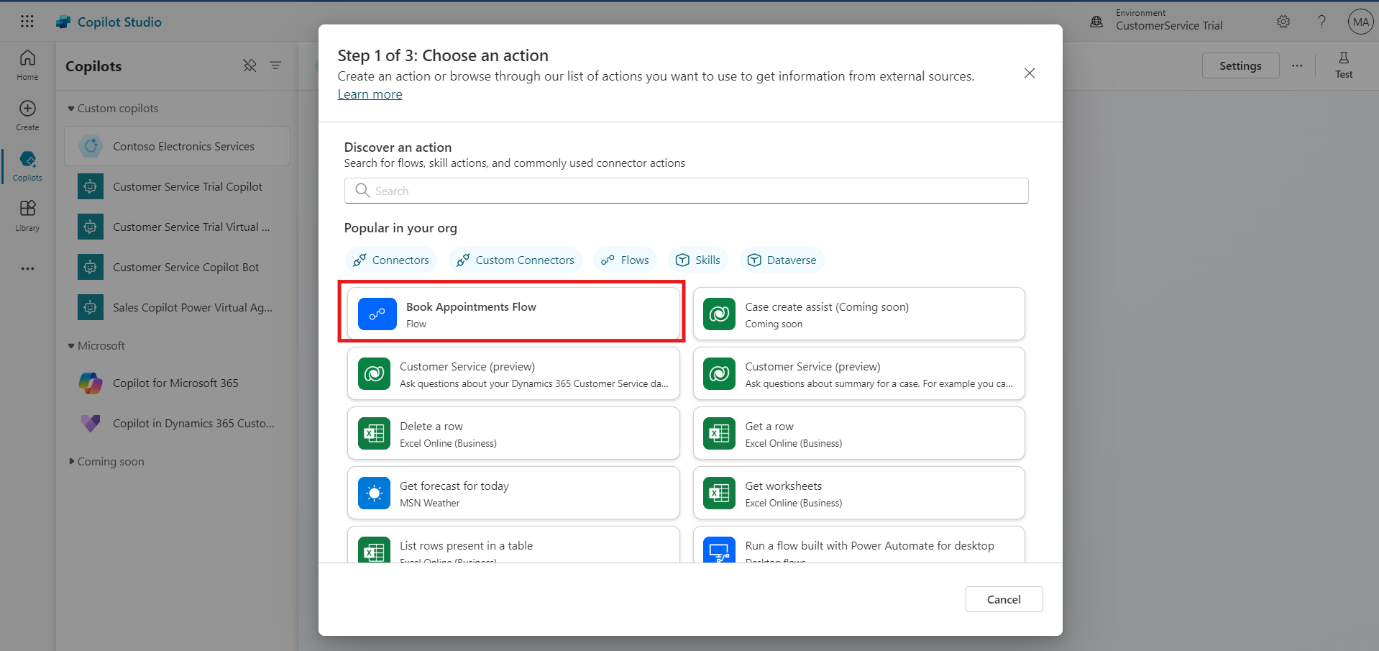 Copilot Studio
Environment
CustomerService Trial
?
MA
Home
Create
Copilots
Library
...
Copilots
Custom copilots
Contoso Electronics Services
Customer Service Trial Copilot
Customer Service Trial Virtual ...
Customer Service Copilot Bot
Sales Copilot Power Virtual Ag...
Microsoft
Copilot for Microsoft 365
Copilot in Dynamics 365 Custo...
Coming soon
Settings
...
Test
Step 1 of 3: Choose an action
Create an action or browse through our list of actions you want to use to get information from external sources.
Learn more
Discover an action
Search for flows, skill actions, and commonly used connector actions
Search
Popular in your org
Connectors
Custom Connectors
Flows
Skills
Dataverse
Book Appointments Flow
Flow
Case create assist (Coming soon)
Coming soon
Customer Service (preview)
Ask questions about your Dynamics 365 Customer Service da...
Customer Service (preview)
Ask questions about summary for a case. For example you ca...
Delete a row
Excel Online (Business)
Get a row
Excel Online (Business)
Get forecast for today
MSN Weather
Get worksheets
Excel Online (Business)
List rows present in a table
Excel Online (Business)
Run a flow built with Power Automate for desktop
Desktop flows
Cancel